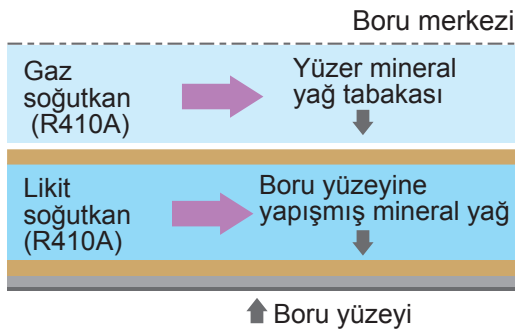 Boru merkezi
Gaz
soğutkan
(R410A)
Yüzer mineral
yağ tabakası
Likit
soğutkan
(R410A)
Boru yüzeyine
yapışmış mineral yağ
Boru yüzeyi